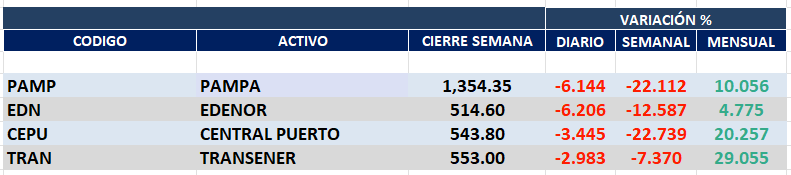 VARIACIÓN %
CODIGO ACTIVO CIERRE SEMANA DIARIO SEMANAL MENSUAL
PAMP PAMPA 1,354.35 -6.144 -22.112 10.056
EDN EDENOR 514.60 -6.206 -12.587 4.775
CEPU CENTRAL PUERTO 543.80 -3.445 -22.739 20.257
TRAN TRANSENER 553.00 -2.983 -7.370 29.055